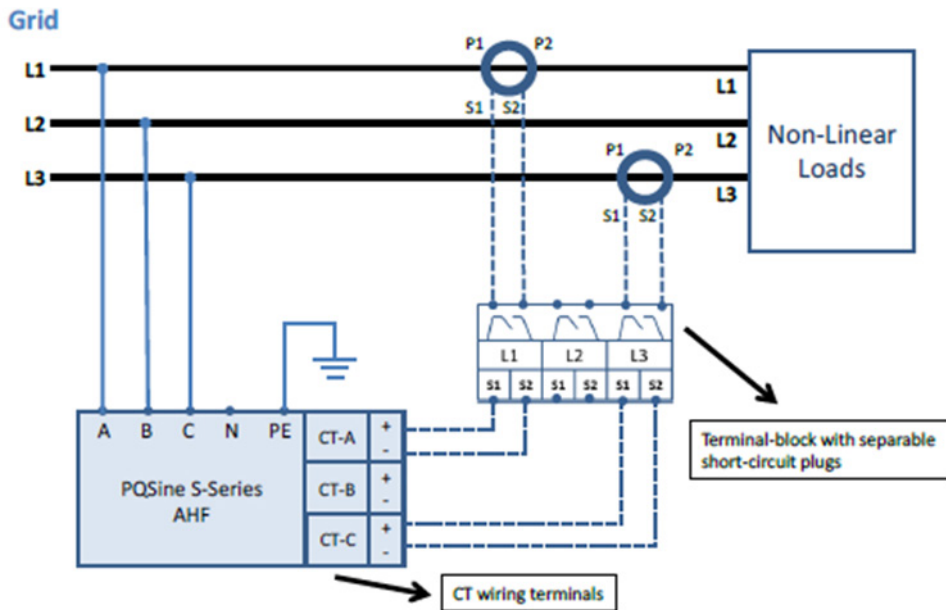 Grid
P1 P2
L1 L1
S1 S2
L2 L2
Non-Linear
Loads
P1 P2
L3 L3
S1 S2
L1 L2 L3
S1 S2 S1 S2 S1 S2
A B C N PE
CT-A + -
PQSine S-Series
AHF
CT-B + -
CT-C + -
Terminal-block with separable
short-circuit plugs
CT wiring terminals